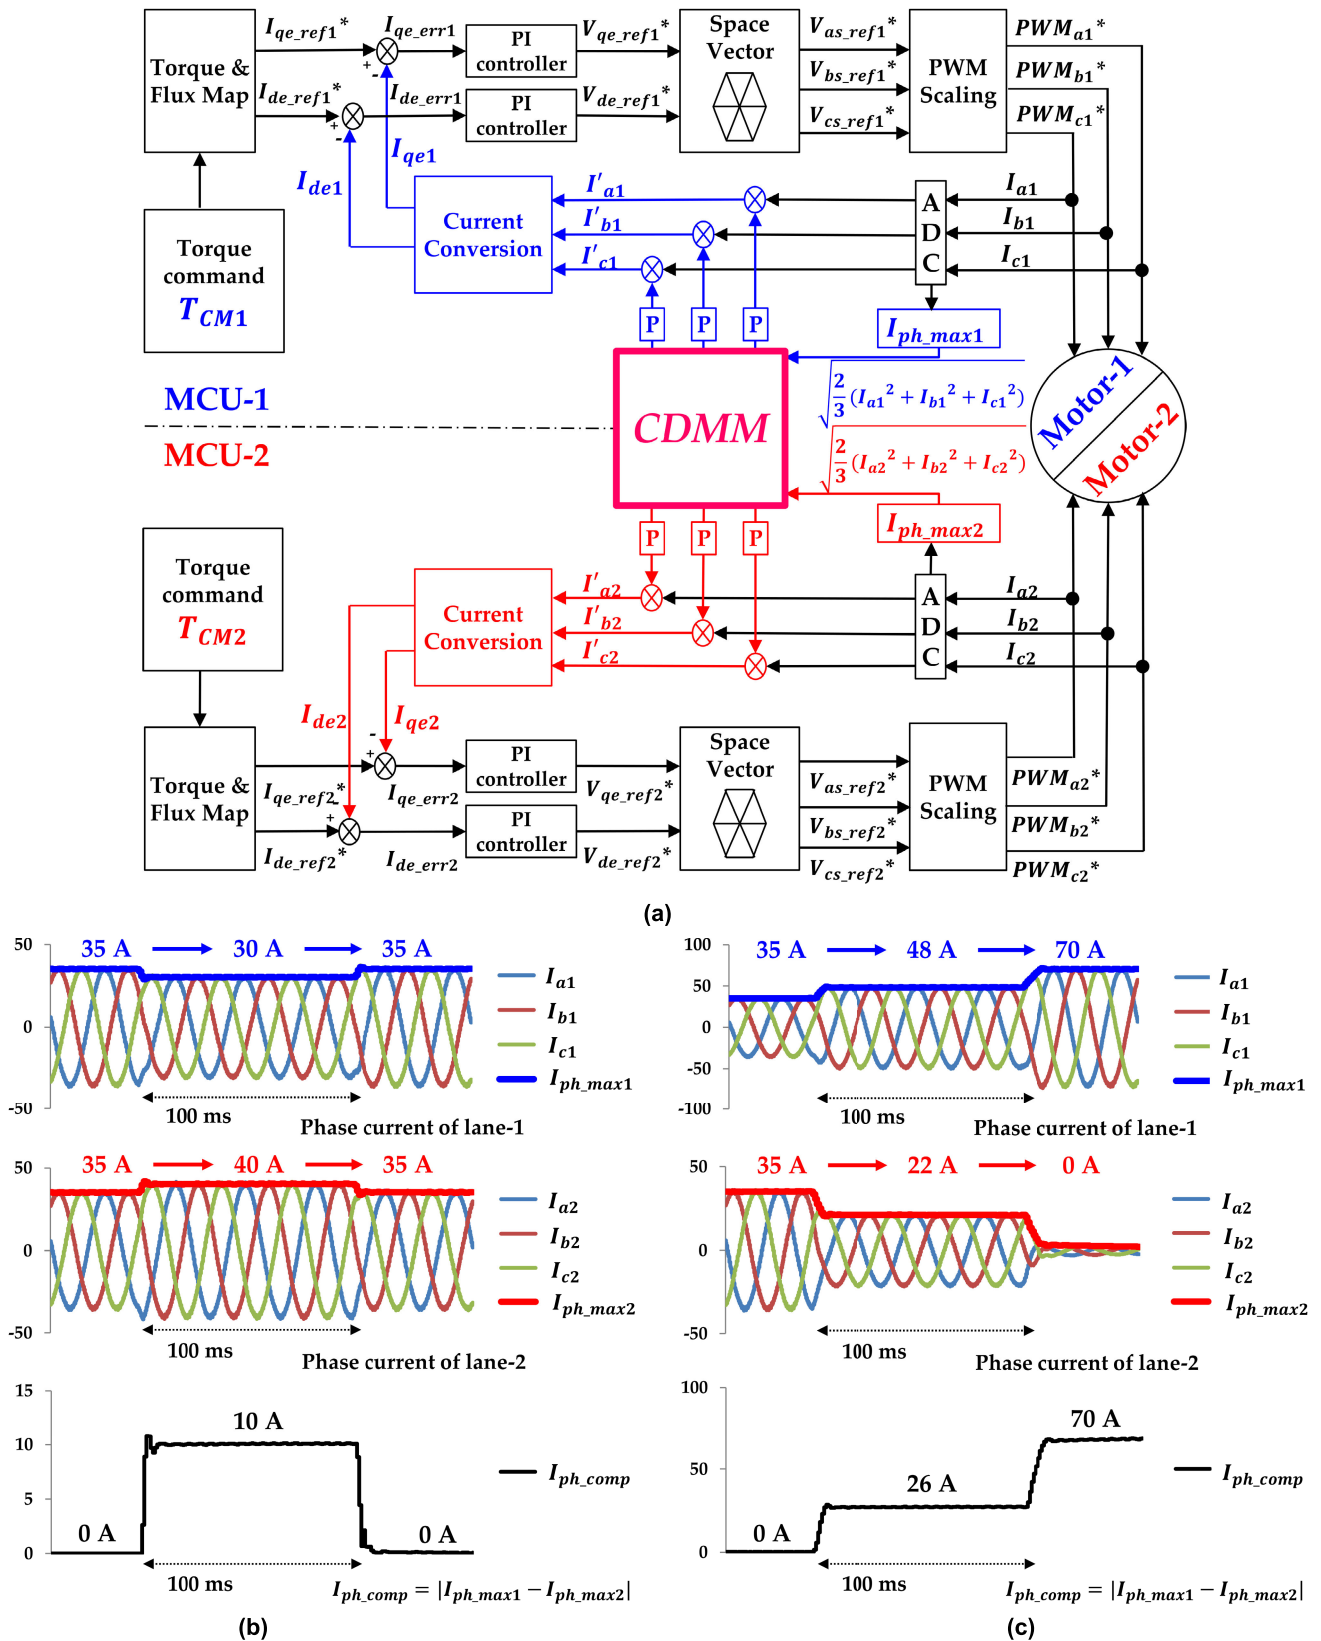 Torque &
Flux Map
I_qe_ref1*
I_de_ref1*
+
-
+
-
I_qe_err1
I_de_err1
PI
controller
PI
controller
V_qe_ref1*
V_de_ref1*
Space
Vector
V_as_ref1*
V_bs_ref1*
V_cs_ref1*
PWM
Scaling
PWM_a1*
PWM_b1*
PWM_c1*
I_de1
I_qe1
Torque
command
T_CM1
Current
Conversion
I'_a1
I'_b1
I'_c1
A
D
C
I_a1
I_b1
I_c1
P
P
P
I_ph_max1
MCU-1
MCU-2
CDMM
√2/3 (I_a1² + I_b1² + I_c1²)
√2/3 (I_a2² + I_b2² + I_c2²)
Motor-1
Motor-2
P
P
P
I_ph_max2
Torque
command
T_CM2
Current
Conversion
I'_a2
I'_b2
I'_c2
A
D
C
I_a2
I_b2
I_c2
I_de2
I_qe2
Torque &
Flux Map
I_qe_ref2*
I_de_ref2*
-
+
-
+
I_qe_err2
I_de_err2
PI
controller
PI
controller
V_qe_ref2*
V_de_ref2*
Space
Vector
V_as_ref2*
V_bs_ref2*
V_cs_ref2*
PWM
Scaling
PWM_a2*
PWM_b2*
PWM_c2*
(a)
50
0
-50
35 A
30 A
35 A
I_a1
I_b1
I_c1
I_ph_max1
100 ms
Phase current of lane-1
50
0
-50
35 A
40 A
35 A
I_a2
I_b2
I_c2
I_ph_max2
100 ms
Phase current of lane-2
15
10
5
0
0 A
10 A
0 A
I_ph_comp
100 ms
I_ph_comp = |I_ph_max1 − I_ph_max2|
(b)
100
50
0
-50
-100
35 A
48 A
70 A
I_a1
I_b1
I_c1
I_ph_max1
100 ms
Phase current of lane-1
50
0
-50
35 A
22 A
0 A
I_a2
I_b2
I_c2
I_ph_max2
100 ms
Phase current of lane-2
100
50
0
0 A
26 A
70 A
I_ph_comp
100 ms
I_ph_comp = |I_ph_max1 − I_ph_max2|
(c)